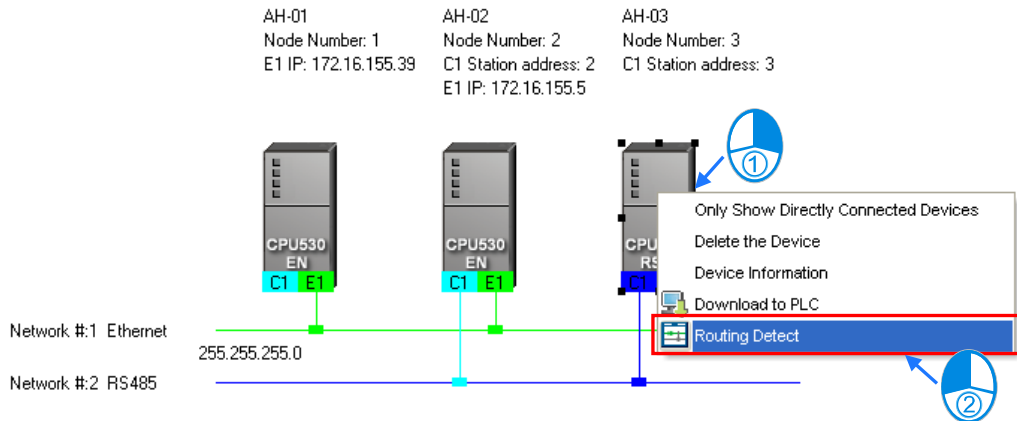 AH-01
Node Number: 1
E1 IP: 172.16.155.39
AH-02
Node Number: 2
C1 Station address: 2
E1 IP: 172.16.155.5
AH-03
Node Number: 3
C1 Station address: 3
CPU530
EN
C1 E1
CPU530
EN
C1 E1
CPU
RS
C1
①
Only Show Directly Connected Devices
Delete the Device
Device Information
Download to PLC
Routing Detect
②
Network #:1 Ethernet
255.255.255.0
Network #:2 RS485